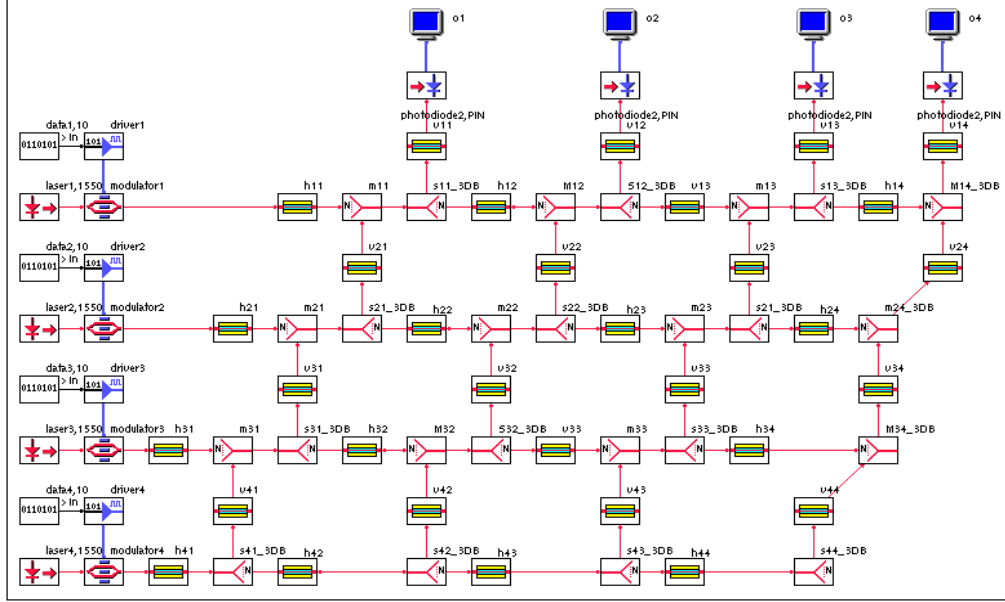 o1 o2 o3 o4
photodiode2,PIN photodiode2,PIN photodiode2,PIN photodiode2,PIN
data1,10 driver1 v11 v12 v13 v14
0110101 > In 101
laser1,1550 modulator1 h11 m11 s11_3DB h12 M12 S12_3DB v13 m13 s13_3DB h14 M14_3DB
N N N N N N N
data2,10 driver2 v21 v22 v23 v24
0110101 > In 101
laser2,1550 modulator2 h21 m21 s21_3DB h22 m22 s22_3DB h23 m23 s21_3DB h24 m24_3DB
N N N N N N N
data3,10 driver3 v31 v32 v33 v34
0110101 > In 101
laser3,1550 modulator3 h31 m31 s31_3DB h32 M32 S32_3DB v33 m33 s33_3DB h34 M34_3DB
N N N N N N N
data4,10 driver4 v41 v42 v43 v44
0110101 > In 101
laser4,1550 modulator4 h41 s41_3DB h42 s42_3DB h43 s43_3DB h44 s44_3DB
N N N N